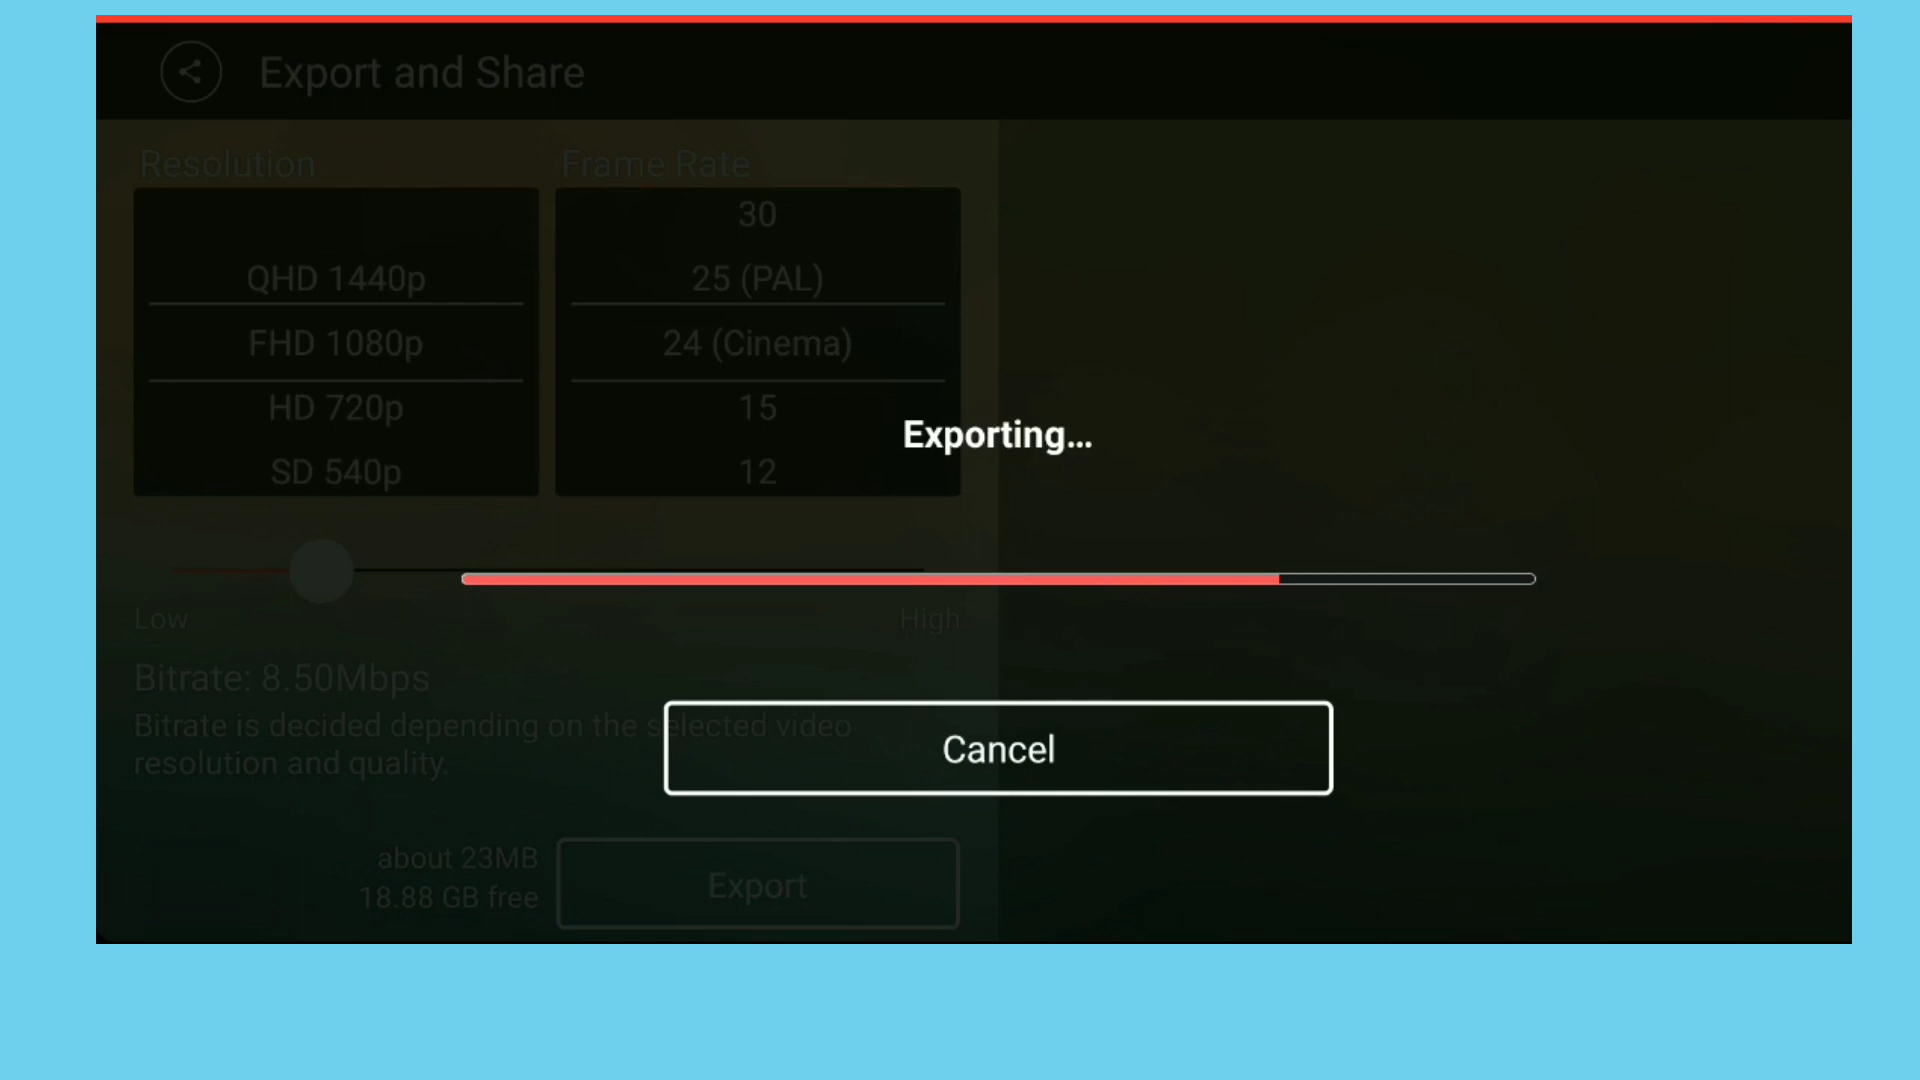 Export and Share
Resolution
Frame Rate
QHD 1440p
FHD 1080p
HD 720p
SD 540p
30
25 (PAL)
24 (Cinema)
15
12
Exporting...
Low
High
Bitrate: 8.50Mbps
Bitrate is decided depending on the selected video
resolution and quality.
Cancel
about 23MB
18.88 GB free
Export